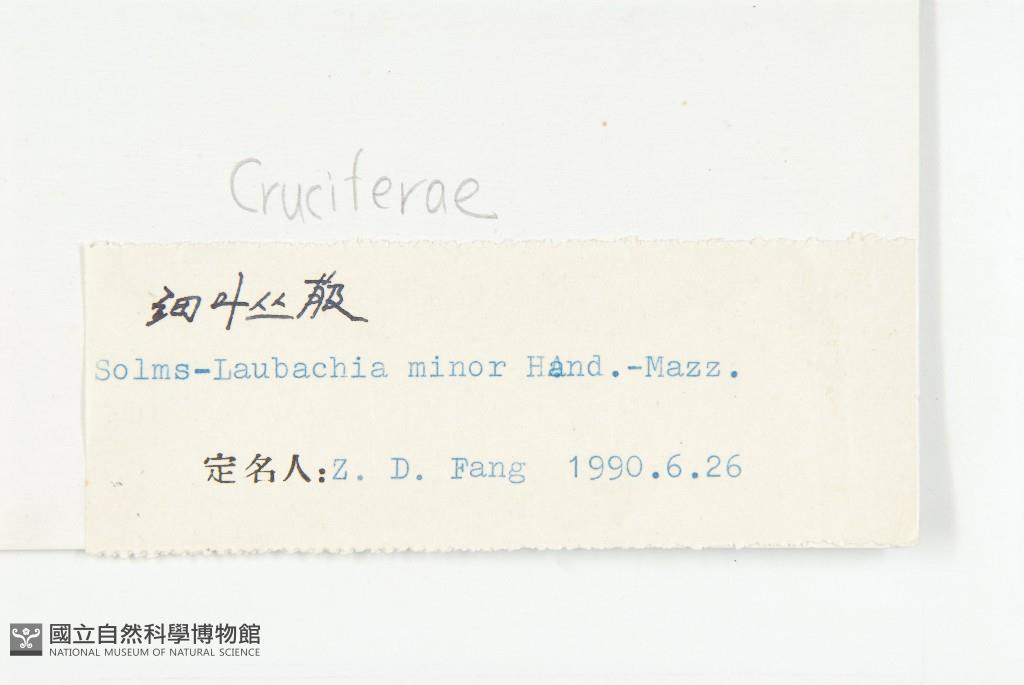 Cruciferae
细叶丛菔
Solms-Laubachia minor Hand.-Mazz.
定名人:Z. D. Fang 1990.6.26
國立自然科學博物館
NATIONAL MUSEUM OF NATURAL SCIENCE